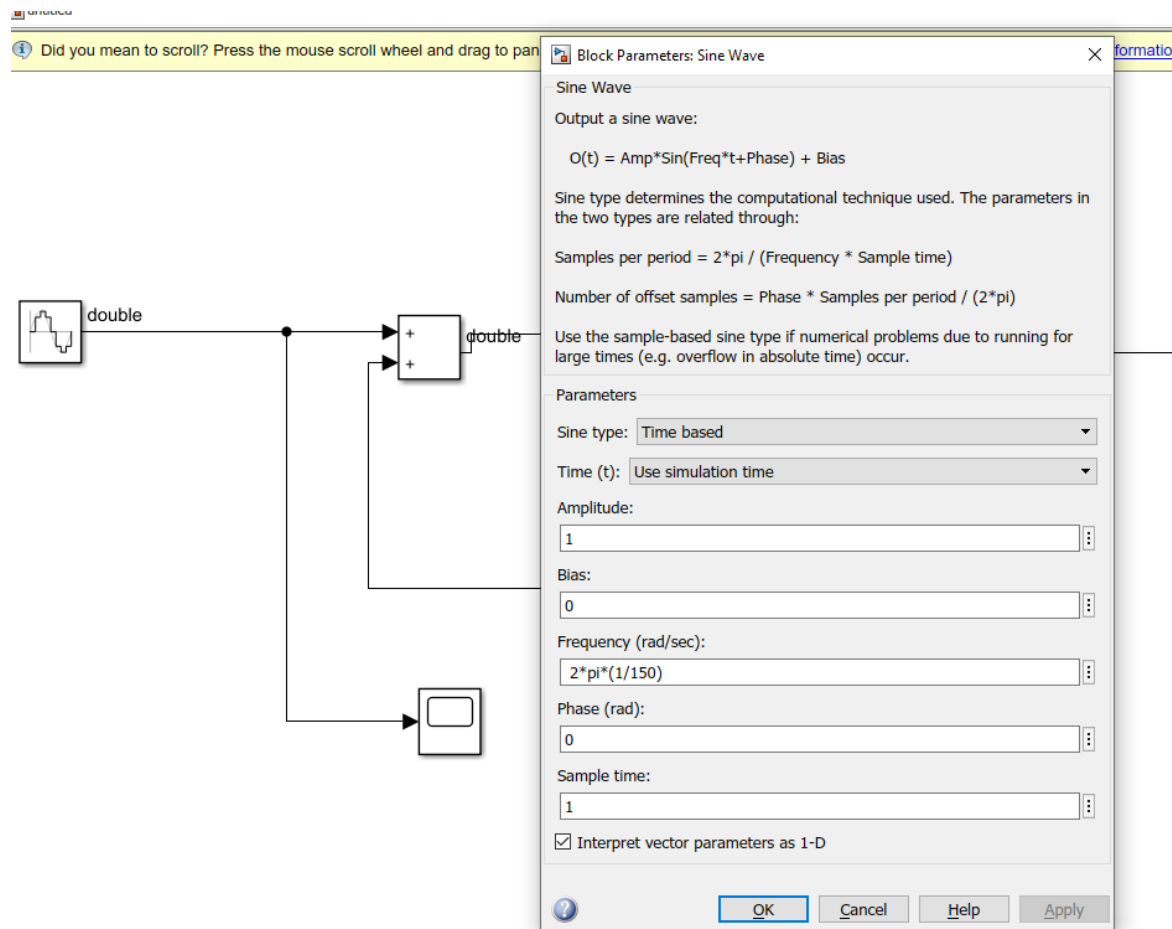 Did you mean to scroll? Press the mouse scroll wheel and drag to pan
Block Parameters: Sine Wave
Sine Wave
Output a sine wave:
O(t) = Amp*Sin(Freq*t+Phase) + Bias
Sine type determines the computational technique used. The parameters in
the two types are related through:
Samples per period = 2*pi / (Frequency * Sample time)
Number of offset samples = Phase * Samples per period / (2*pi)
Use the sample-based sine type if numerical problems due to running for
large times (e.g. overflow in absolute time) occur.
Parameters
Sine type: Time based
Time (t): Use simulation time
Amplitude:
1
Bias:
0
Frequency (rad/sec):
2*pi*(1/150)
Phase (rad):
0
Sample time:
1
Interpret vector parameters as 1-D
OK Cancel Help Apply
double
+
+
double